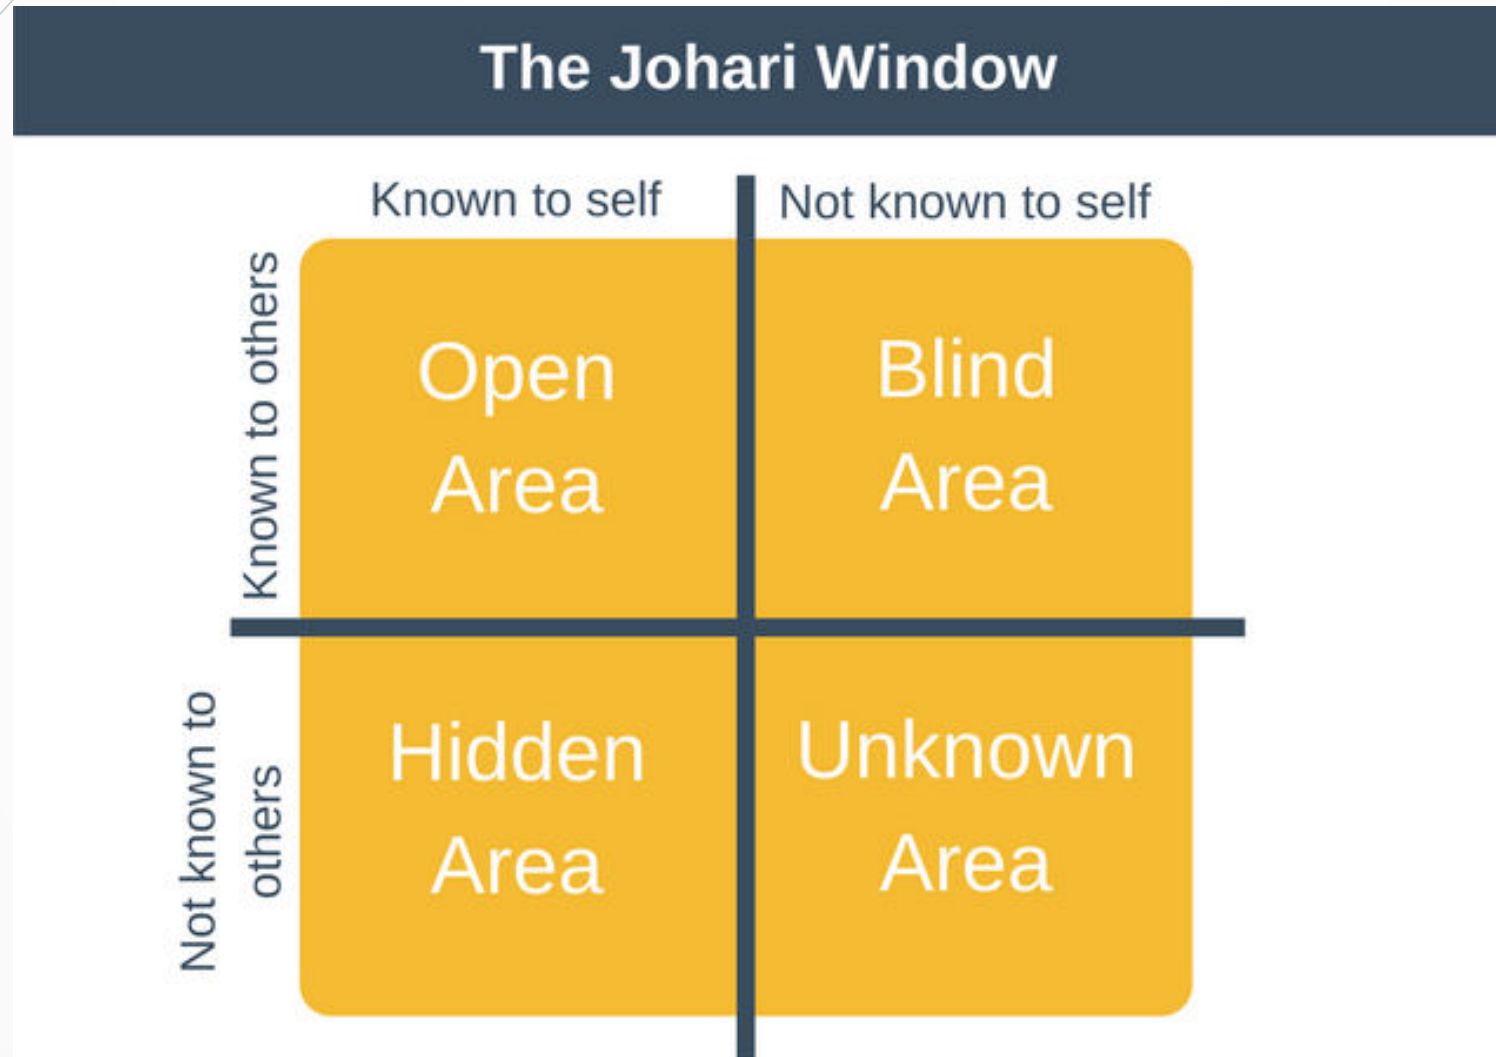 The Johari Window
Known to self
Not known to self
Known to others
Open
Area
Blind
Area
Not known to
others
Hidden
Area
Unknown
Area